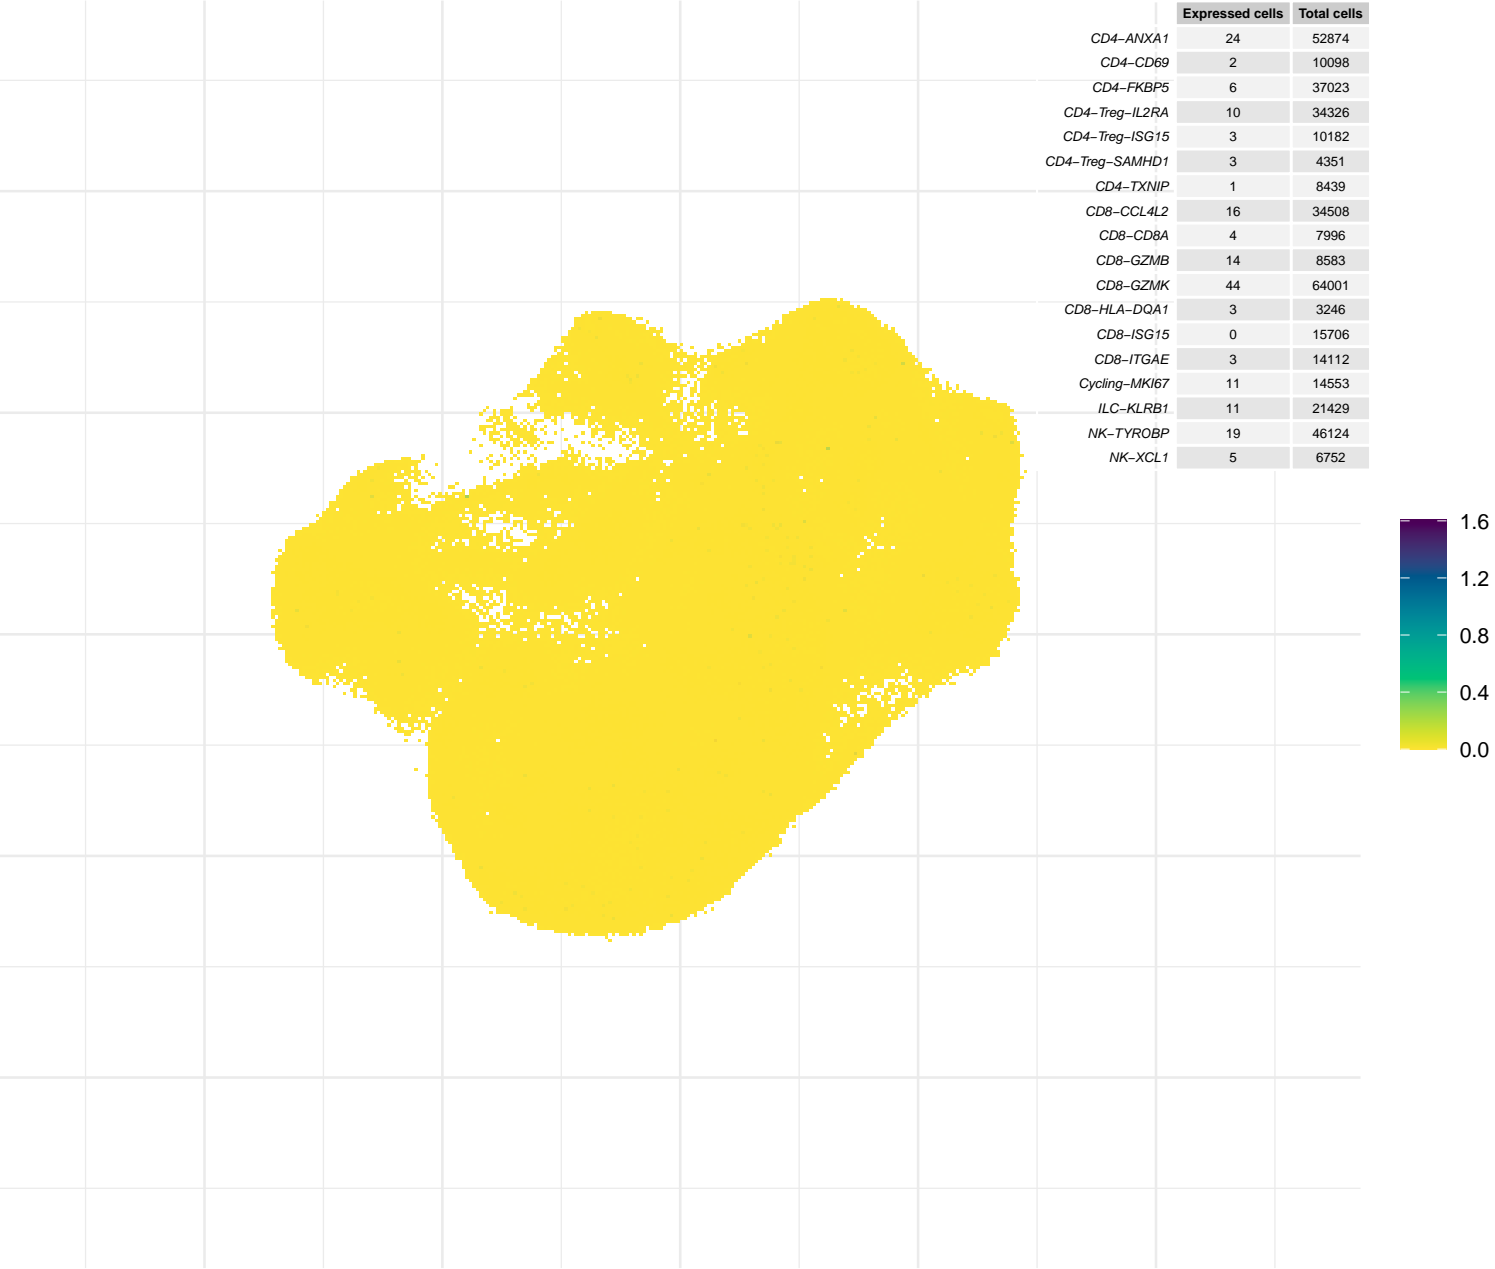 Expressed cells Total cells
CD4−ANXA1 24 52874
CD4−CD69 2 10098
CD4−FKBP5 6 37023
CD4−Treg−IL2RA 10 34326
CD4−Treg−ISG15 3 10182
CD4−Treg−SAMHD1 3 4351
CD4−TXNIP 1 8439
CD8−CCL4L2 16 34508
CD8−CD8A 4 7996
CD8−GZMB 14 8583
CD8−GZMK 44 64001
CD8−HLA−DQA1 3 3246
CD8−ISG15 0 15706
CD8−ITGAE 3 14112
Cycling−MKI67 11 14553
ILC−KLRB1 11 21429
NK−TYROBP 19 46124
NK−XCL1 5 6752
1.6
1.2
0.8
0.4
0.0